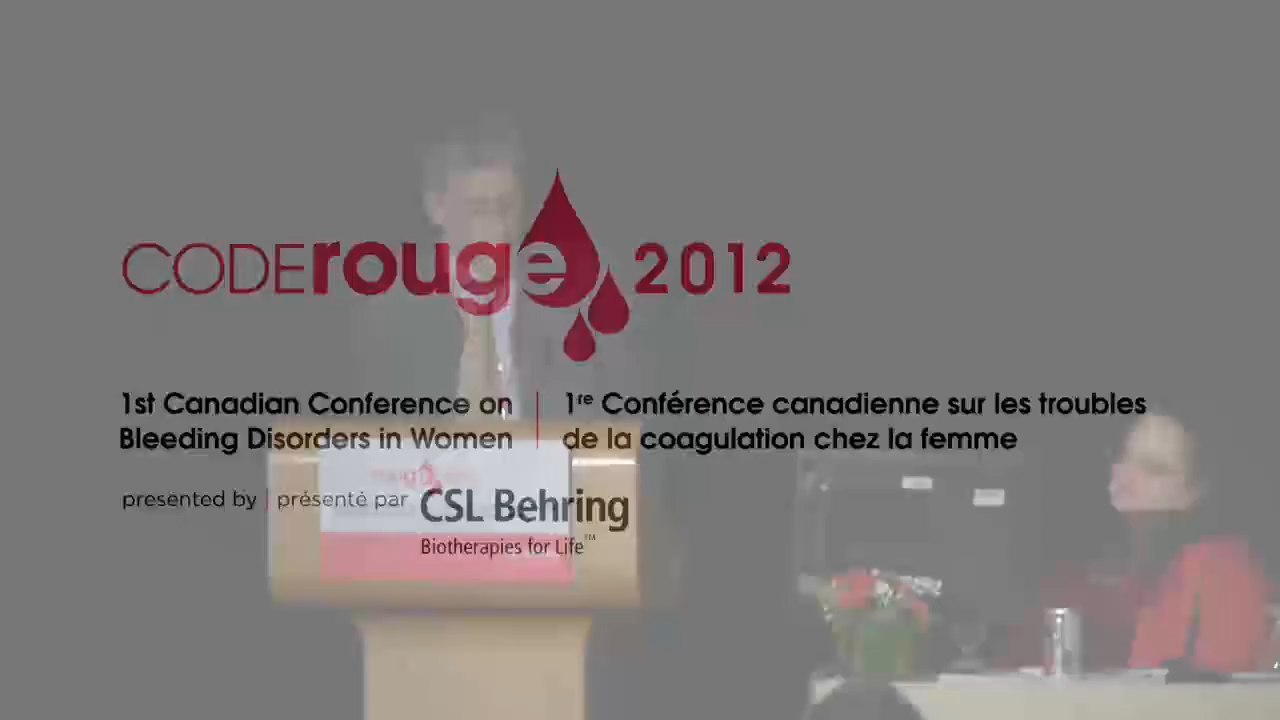 CODErouge 2012
1st Canadian Conference on
Bleeding Disorders in Women
1re Conférence canadienne sur les troubles
de la coagulation chez la femme
presented by | présenté par CSL Behring
Biotherapies for Life™